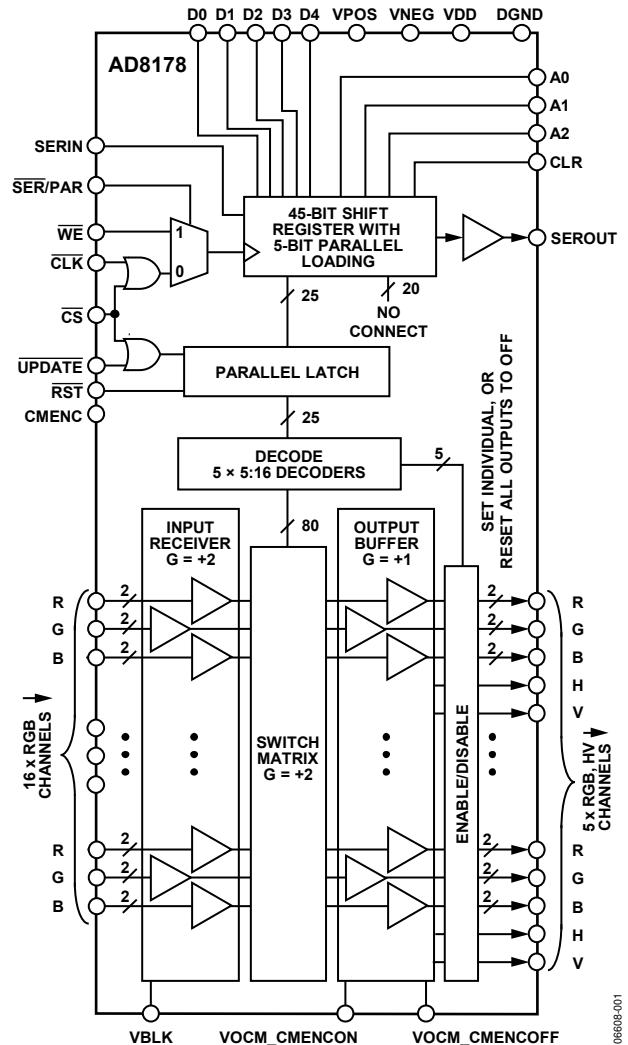 D0 D1 D2 D3 D4 VPOS VNEG VDD DGND
AD8178
A0
A1
A2
CLR
SERIN
SER/PAR
WE
CLK
CS
UPDATE
RST
CMENC
1
0
45-BIT SHIFT
REGISTER WITH
5-BIT PARALLEL
LOADING
SEROUT
25
20
NO
CONNECT
PARALLEL LATCH
25
DECODE
5 × 5:16 DECODERS
5
SET INDIVIDUAL, OR
RESET ALL OUTPUTS TO OFF
80
INPUT
RECEIVER
G = +2
OUTPUT
BUFFER
G = +1
SWITCH
MATRIX
G = +2
ENABLE/DISABLE
16 x RGB
CHANNELS
R 2
G 2
B 2
R 2
G 2
B 2
2 R
2 G
2 B
H
V
2 R
2 G
2 B
H
V
5 x RGB, HV
CHANNELS
VBLK VOCM_CMENCON VOCM_CMENCOFF
06608-001